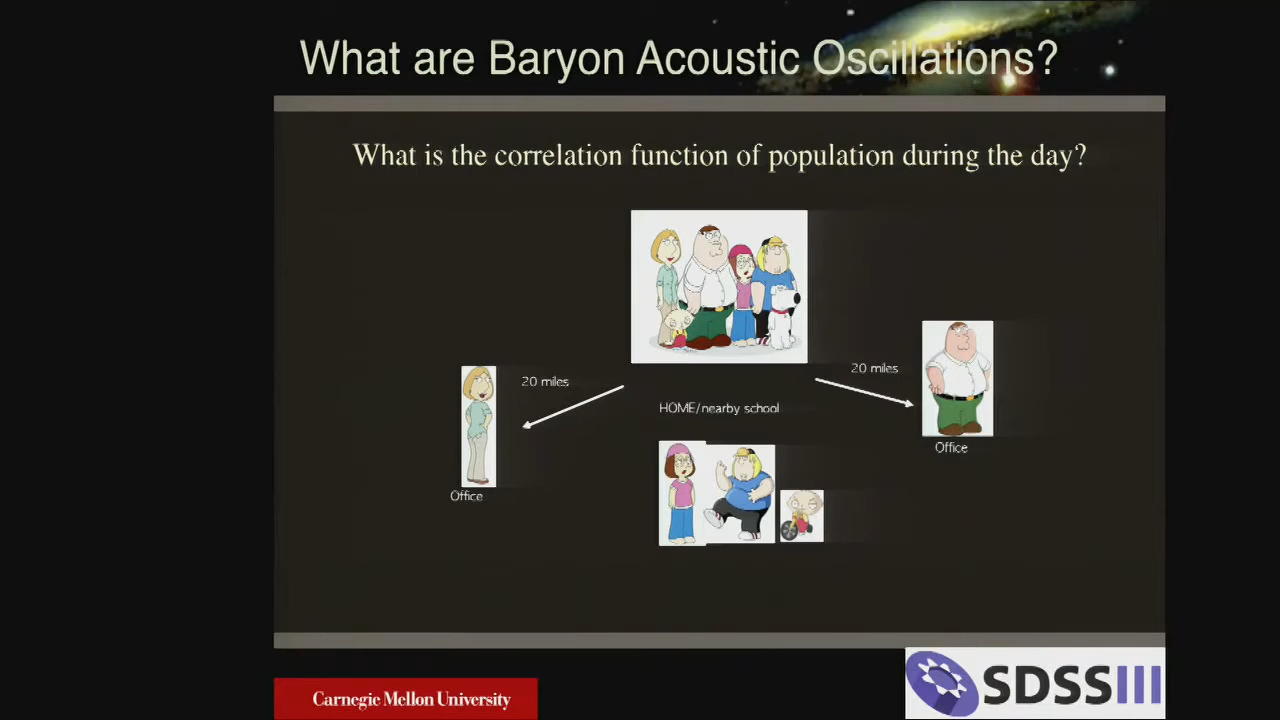 What are Baryon Acoustic Oscillations?
What is the correlation function of population during the day?
20 miles
20 miles
HOME/nearby school
Office
Office
Carnegie Mellon University
SDSSIII